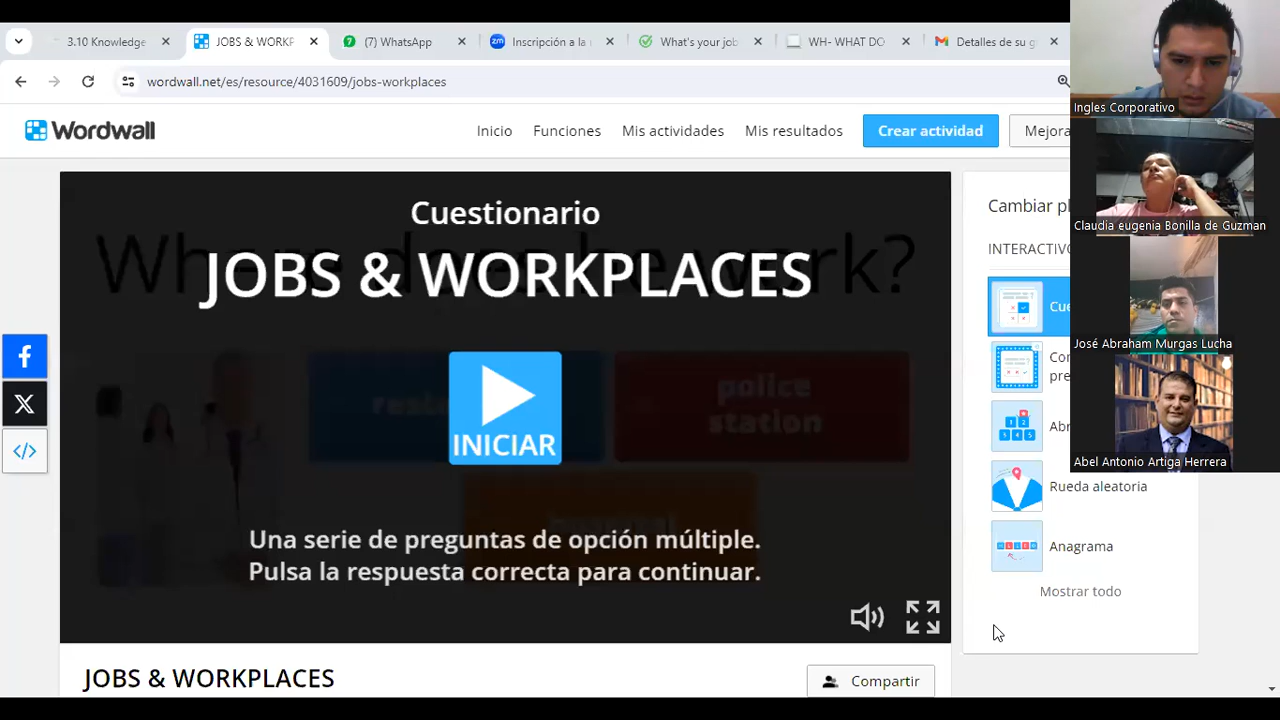 3.10 Knowledge
JOBS & WORKP
(7) WhatsApp
Inscripción a la
What's your job
WH- WHAT DO
Detalles de su g
wordwall.net/es/resource/4031609/jobs-workplaces
Wordwall
Inicio
Funciones
Mis actividades
Mis resultados
Crear actividad
Mejora
Cuestionario
JOBS & WORKPLACES
INICIAR
police
station
Una serie de preguntas de opción múltiple.
Pulsa la respuesta correcta para continuar.
Cambiar pl
INTERACTIVO
Cue
Con
pre
Abr
Rueda aleatoria
Anagrama
Mostrar todo
JOBS & WORKPLACES
Compartir
Ingles Corporativo
Claudia eugenia Bonilla de Guzman
José Abraham Murgas Lucha
Abel Antonio Artiga Herrera